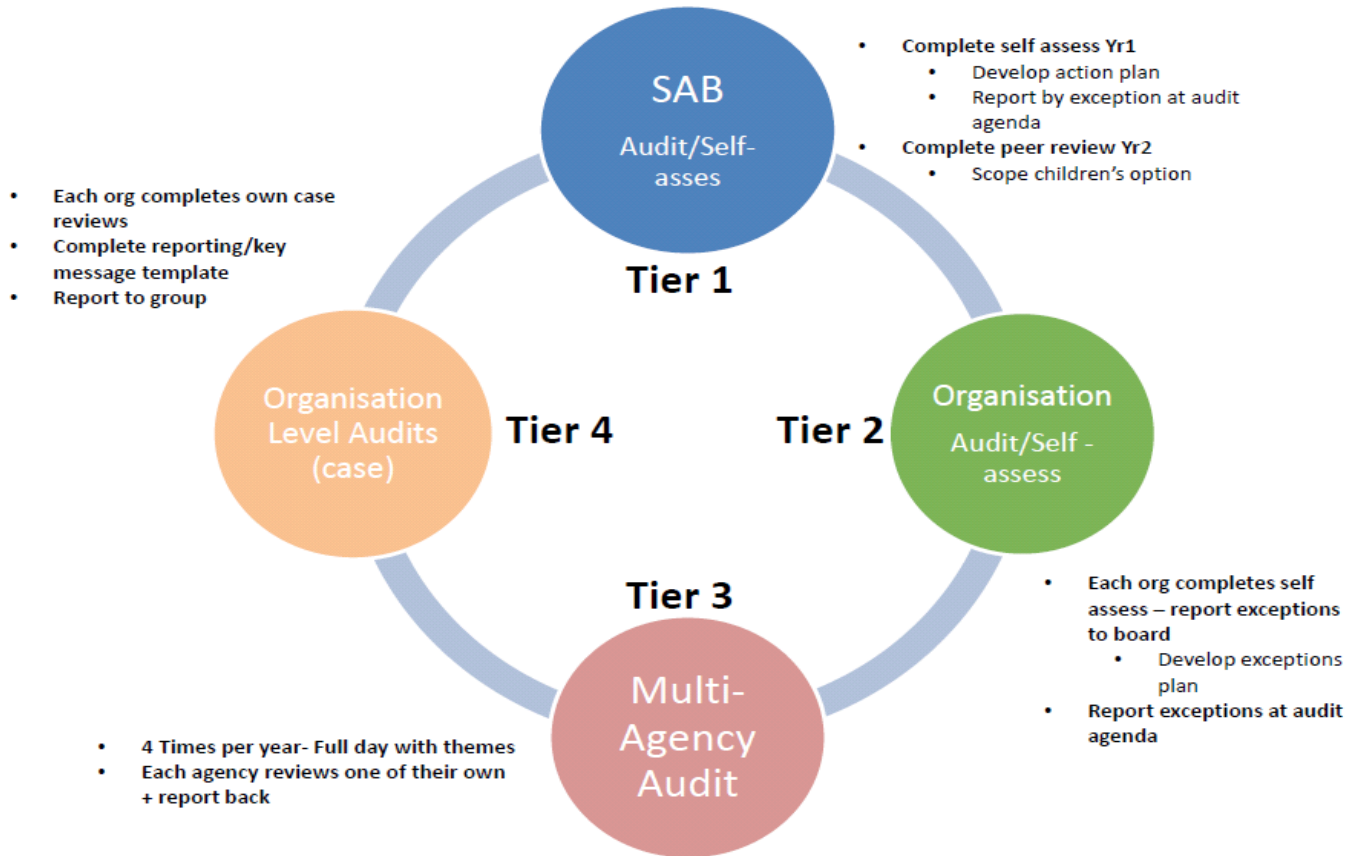 SAB
Audit/Self-
asses
Tier 1
• Complete self assess Yr1
• Develop action plan
• Report by exception at audit
agenda
• Complete peer review Yr2
• Scope children’s option
Organisation
Audit/Self -
assess
Tier 2
• Each org completes self
assess – report exceptions
to board
• Develop exceptions
plan
• Report exceptions at audit
agenda
Tier 3
Multi-
Agency
Audit
• 4 Times per year- Full day with themes
• Each agency reviews one of their own
+ report back
Organisation
Level Audits
(case)
Tier 4
• Each org completes own case
reviews
• Complete reporting/key
message template
• Report to group